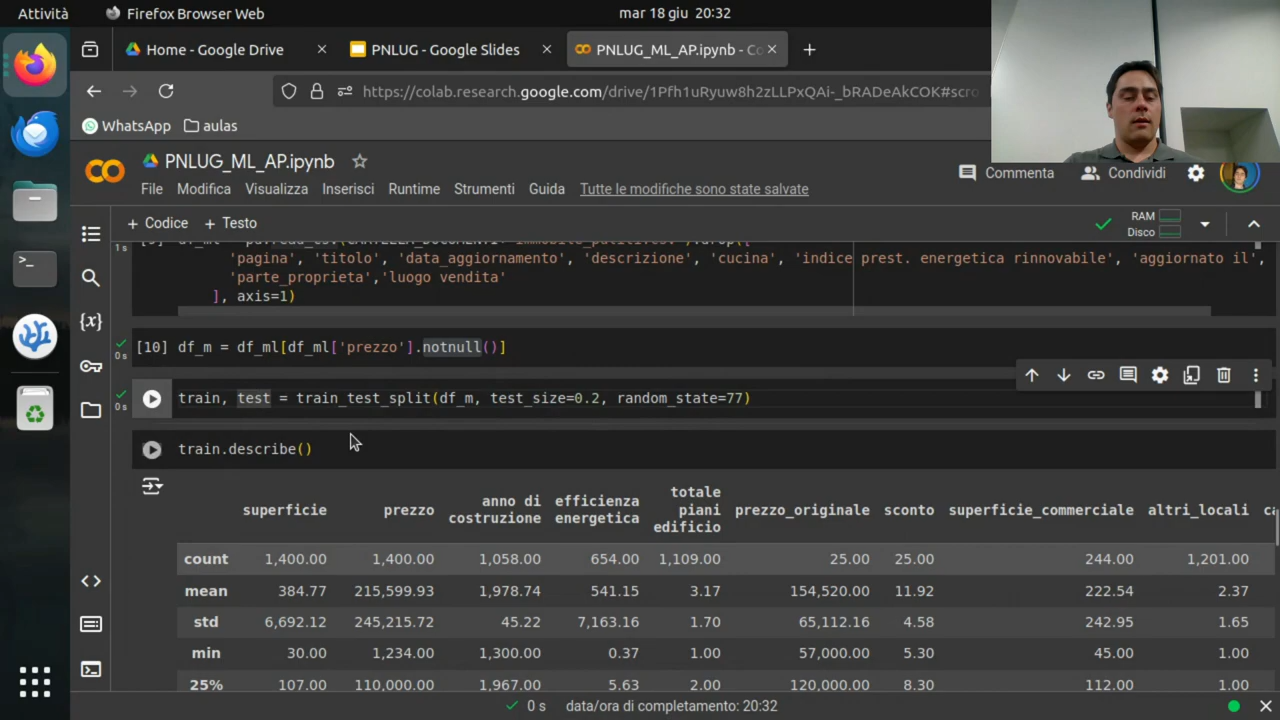 Attività
Firefox Browser Web
mar 18 giu 20:32
Home - Google Drive
PNLUG - Google Slides
PNLUG_ML_AP.ipynb - Co
https://colab.research.google.com/drive/1Pfh1uRyuw8h2zLLPxQAi-_bRADeAkCOK#scro
WhatsApp
aulas
PNLUG_ML_AP.ipynb
Commenta
Condividi
File Modifica Visualizza Inserisci Runtime Strumenti Guida Tutte le modifiche sono state salvate
+ Codice + Testo
RAM
Disco
1s
'pagina', 'titolo', 'data_aggiornamento', 'descrizione', 'cucina', 'indice prest. energetica rinnovabile', 'aggiornato il',
'parte_proprieta','luogo vendita'
], axis=1)
[10] df_m = df_ml[df_ml['prezzo'].notnull()]
0s
train, test = train_test_split(df_m, test_size=0.2, random_state=77)
0s
train.describe()
superficie prezzo anno di costruzione efficienza energetica totale piani edificio prezzo_originale sconto superficie_commerciale altri_locali ca
count 1,400.00 1,400.00 1,058.00 654.00 1,109.00 25.00 25.00 244.00 1,201.00
mean 384.77 215,599.93 1,978.74 541.15 3.17 154,520.00 11.92 222.54 2.37
std 6,692.12 245,215.72 45.22 7,163.16 1.70 65,112.16 4.58 242.95 1.65
min 30.00 1,234.00 1,300.00 0.37 1.00 57,000.00 5.30 45.00 1.00
25% 107.00 110,000.00 1,967.00 5.63 2.00 120,000.00 8.30 112.00 1.00
0 s data/ora di completamento: 20:32